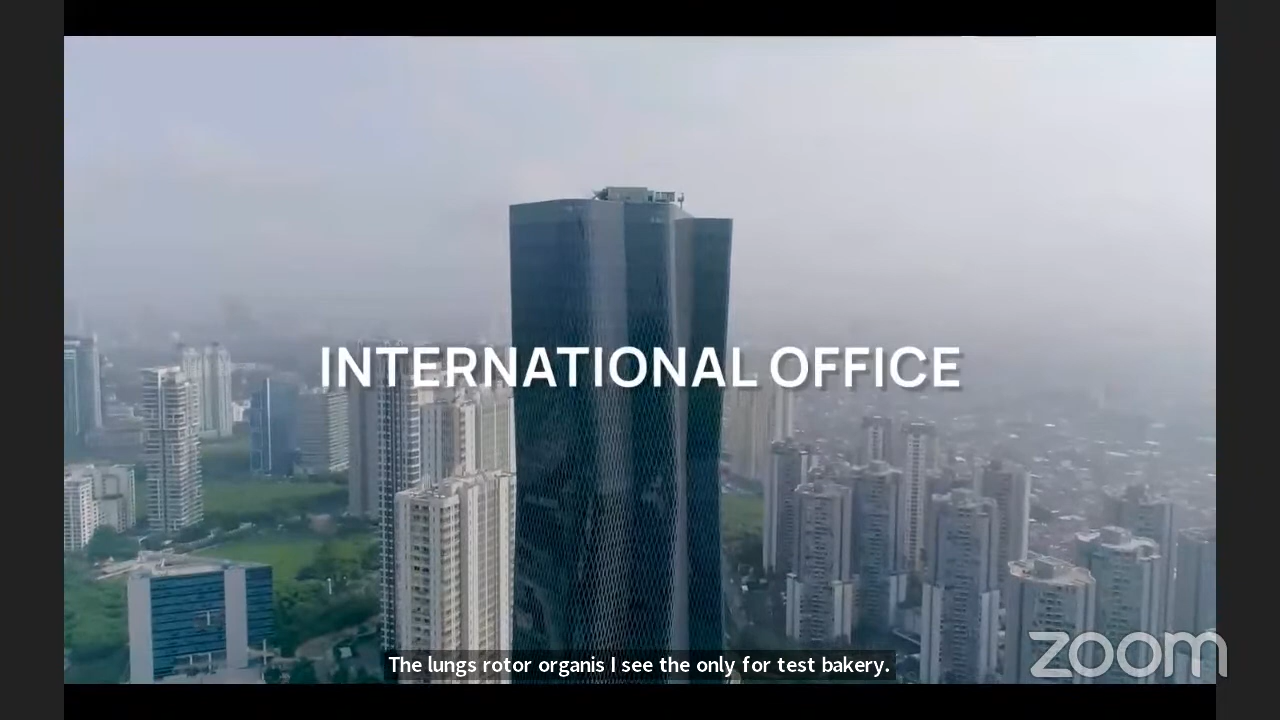 INTERNATIONAL OFFICE
The lungs rotor organis I see the only for test bakery.
zoom